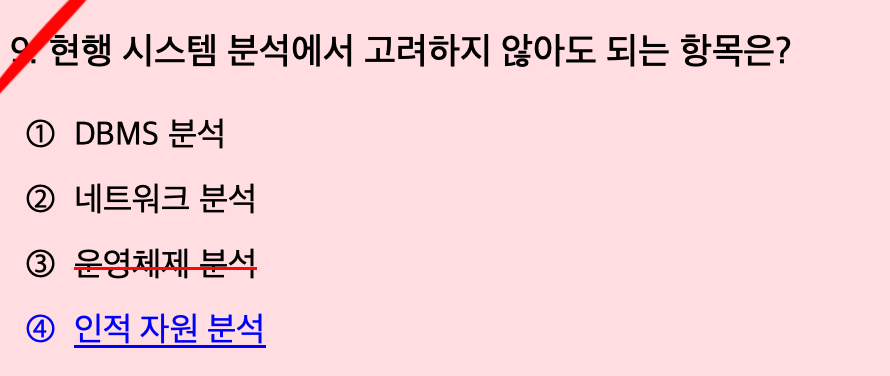 현행 시스템 분석에서 고려하지 않아도 되는 항목은?
① DBMS 분석
② 네트워크 분석
③ 운영체제 분석
④ 인적 자원 분석